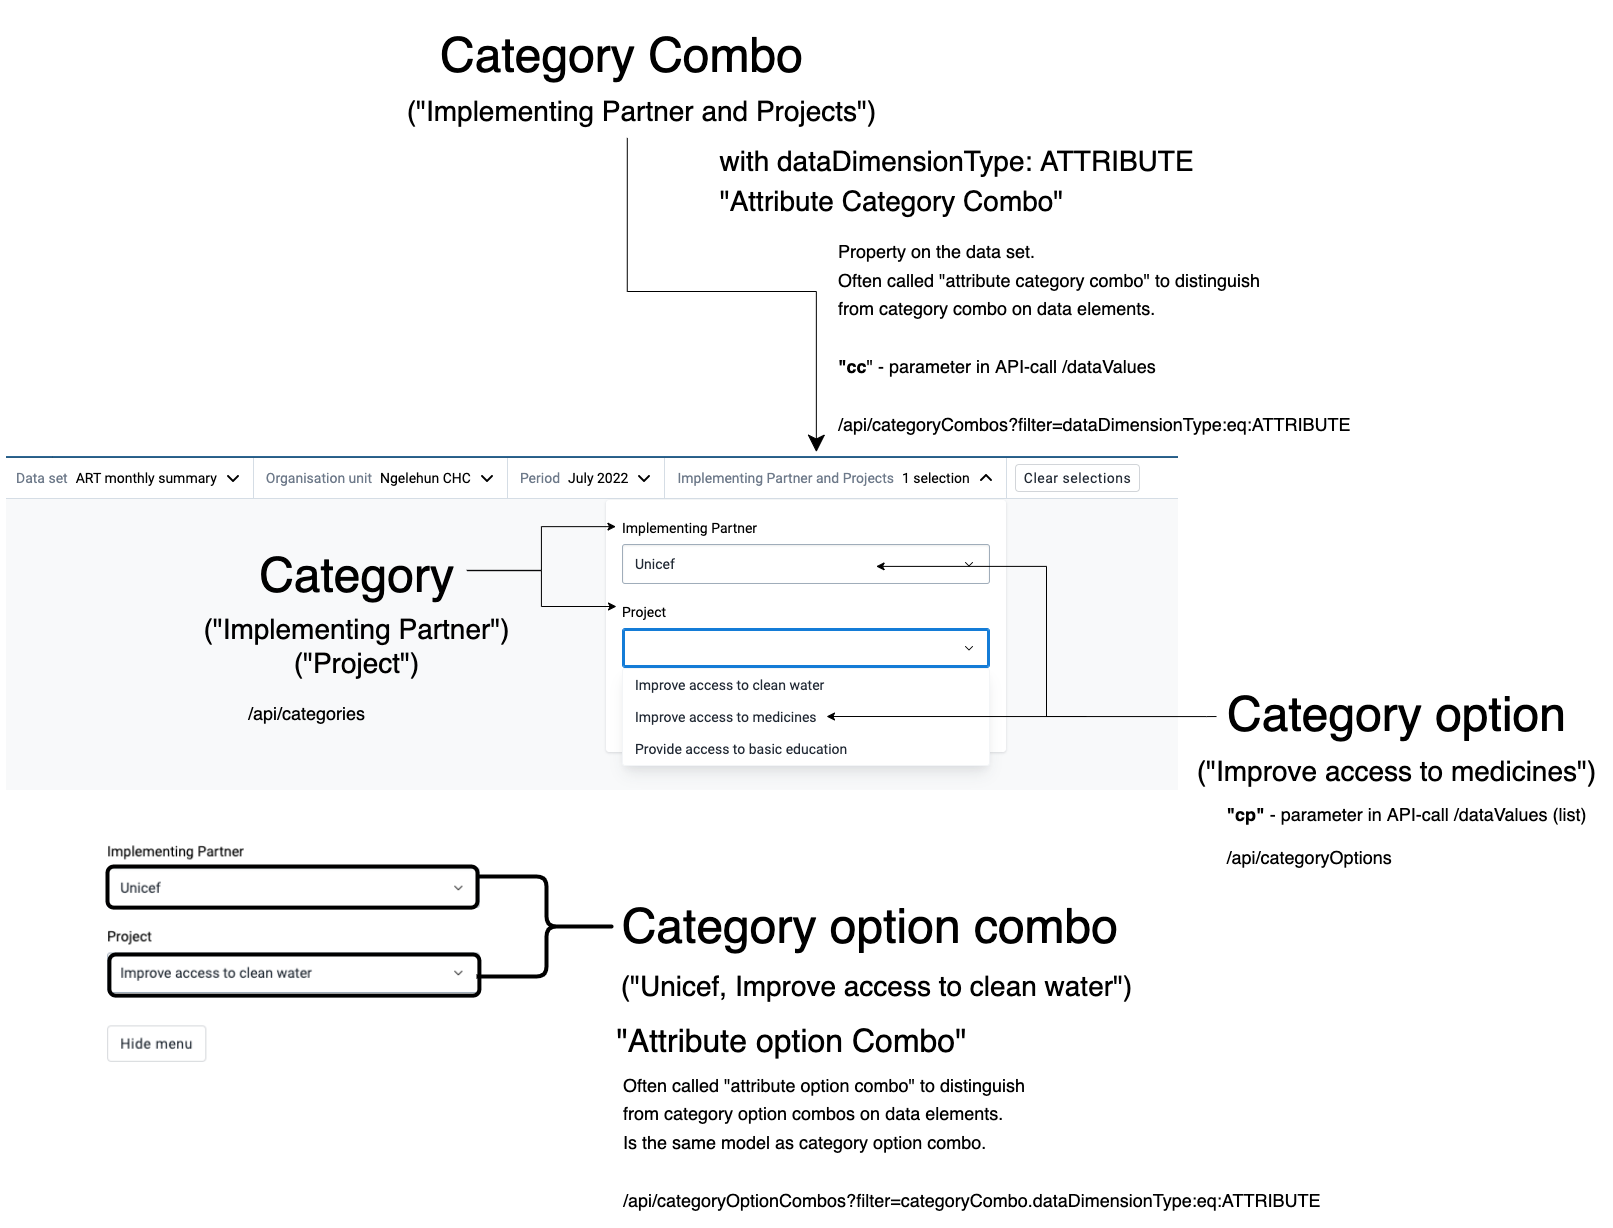 Category Combo
("Implementing Partner and Projects")
with dataDimensionType: ATTRIBUTE
"Attribute Category Combo"
Property on the data set.
Often called "attribute category combo" to distinguish
from category combo on data elements.
"cc" - parameter in API-call /dataValues
/api/categoryCombos?filter=dataDimensionType:eq:ATTRIBUTE
Data set ART monthly summary Organisation unit Ngelehun CHC Period July 2022 Implementing Partner and Projects 1 selection Clear selections
Implementing Partner
Unicef
Project
Improve access to clean water
Improve access to medicines
Provide access to basic education
Category
("Implementing Partner")
("Project")
/api/categories
Category option
("Improve access to medicines")
"cp" - parameter in API-call /dataValues (list)
/api/categoryOptions
Implementing Partner
Unicef
Project
Improve access to clean water
Hide menu
Category option combo
("Unicef, Improve access to clean water")
"Attribute option Combo"
Often called "attribute option combo" to distinguish
from category option combos on data elements.
Is the same model as category option combo.
/api/categoryOptionCombos?filter=categoryCombo.dataDimensionType:eq:ATTRIBUTE